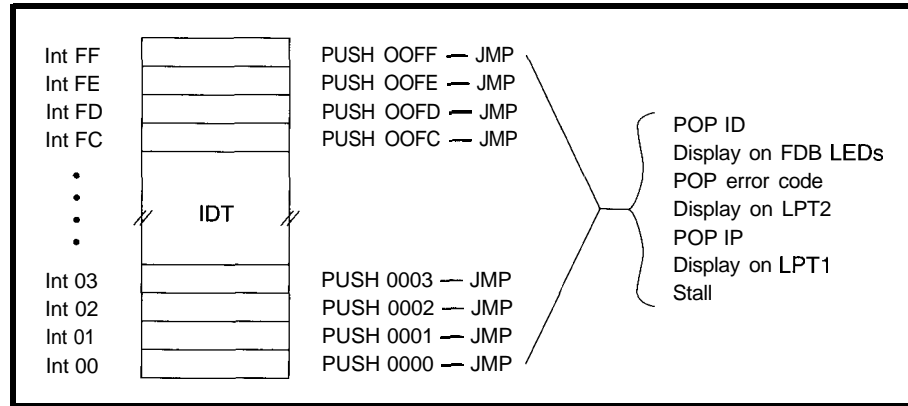 Int FF PUSH OOFF — JMP
Int FE PUSH OOFE — JMP
Int FD PUSH OOFD — JMP
Int FC PUSH OOFC — JMP
IDT
Int 03 PUSH 0003 — JMP
Int 02 PUSH 0002 — JMP
Int 01 PUSH 0001 — JMP
Int 00 PUSH 0000 — JMP
POP ID
Display on FDB LEDs
POP error code
Display on LPT2
POP IP
Display on LPT1
Stall